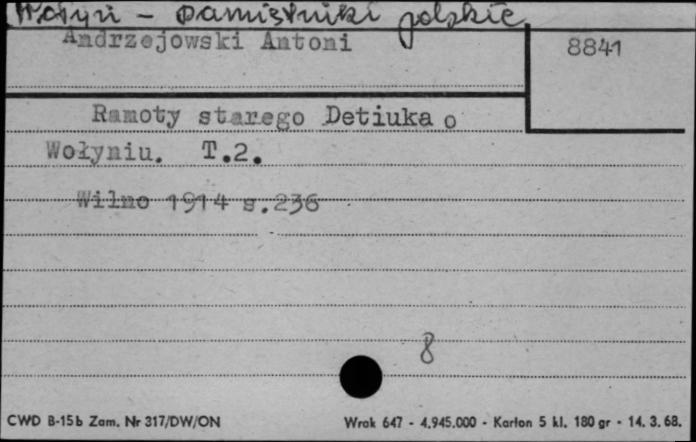 Wołyń - pamiętniki polskie
Andrzejowski Antoni
8841
Ramoty starego Detiuka o
Wołyniu. T.2.
Wilno 1914 s.236
8
CWD B-15b Zam. Nr 317/DW/ON
Wrak 647 - 4.945.000 - Karton 5 kl. 180 gr - 14. 3. 68.